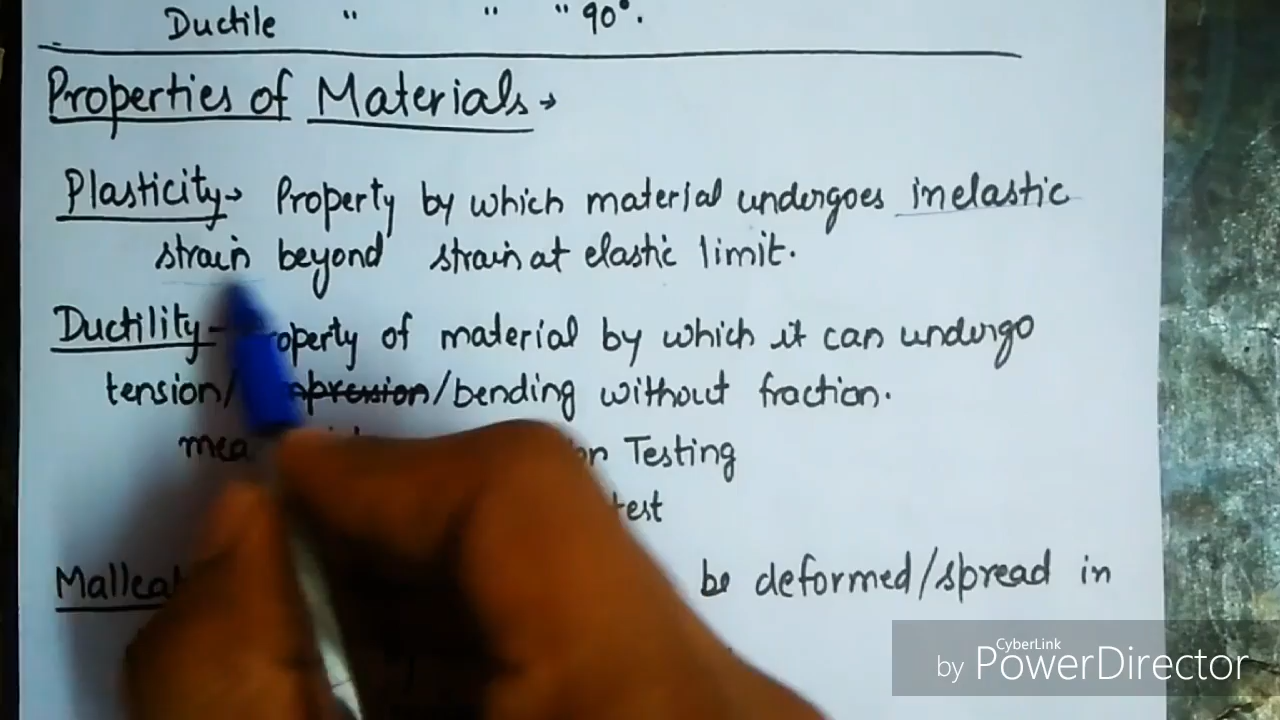 Ductile " " " 90°.
Properties of Materials→
Plasticity→ Property by which material undergoes inelastic
strain beyond strain at elastic limit.
Ductility- Property of material by which it can undergo
tension/ /bending without fraction.
Testing
test
be deformed/spread in
CyberLink
by PowerDirector